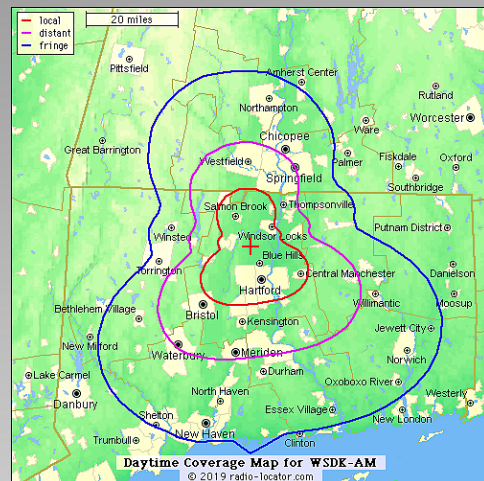 local
distant
fringe
20 miles
Pittsfield
Amherst Center
Rutland
Northampton
Worcester
Ware
Chicopee
Great Barrington
Westfield
Palmer
Fiskdale
Oxford
Springfield
Southbridge
Salmon Brook
Thompsonville
Winsted
Windsor Locks
Putnam District
Blue Hills
Torrington
Central Manchester
Danielson
Hartford
Willimantic
Moosup
Bethlehem Village
Bristol
Kensington
Jewett City
New Milford
Waterbury
Meriden
Norwich
Lake Carmel
Durham
Oxoboxo River
Danbury
North Haven
Westerly
Shelton
Essex Village
New London
New Haven
Trumbull
Clinton
Daytime Coverage Map for WSDK-AM
© 2019 radio-locator.com